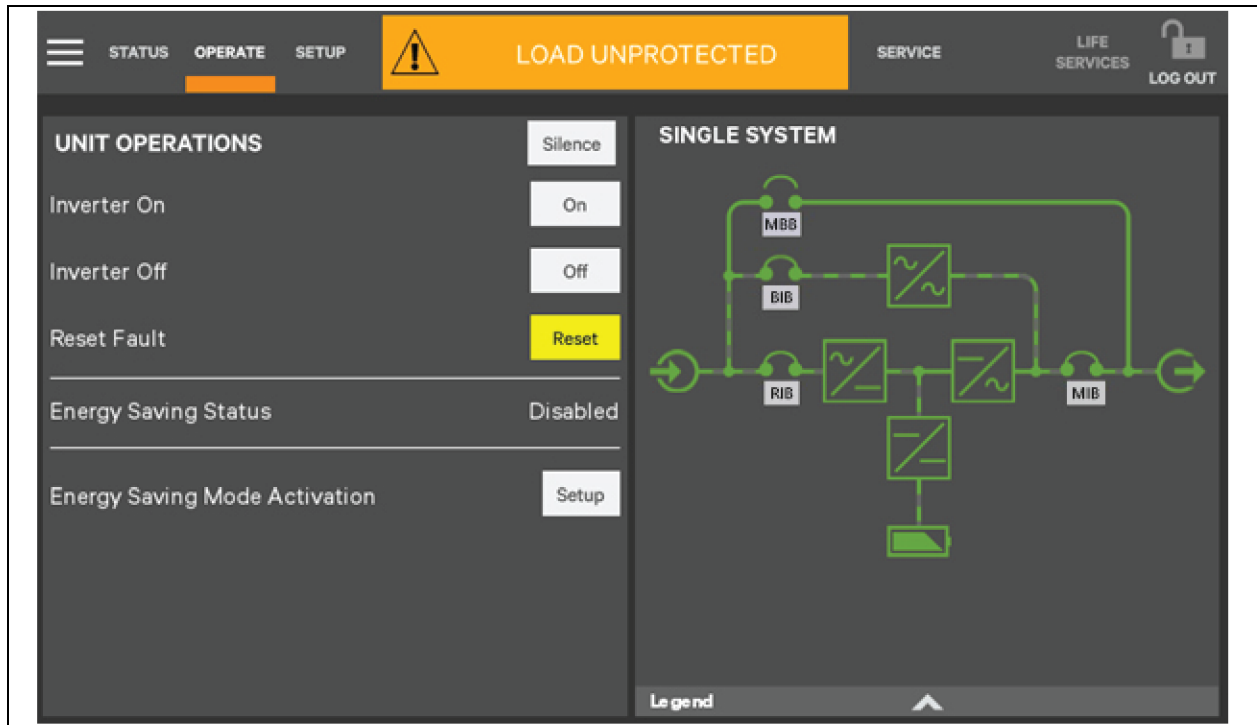 STATUS OPERATE SETUP LOAD UNPROTECTED SERVICE LIFE SERVICES LOG OUT
UNIT OPERATIONS Silence
Inverter On On
Inverter Off Off
Reset Fault Reset
Energy Saving Status Disabled
Energy Saving Mode Activation Setup
SINGLE SYSTEM
MBB
BIB
RIB MIB
Legend